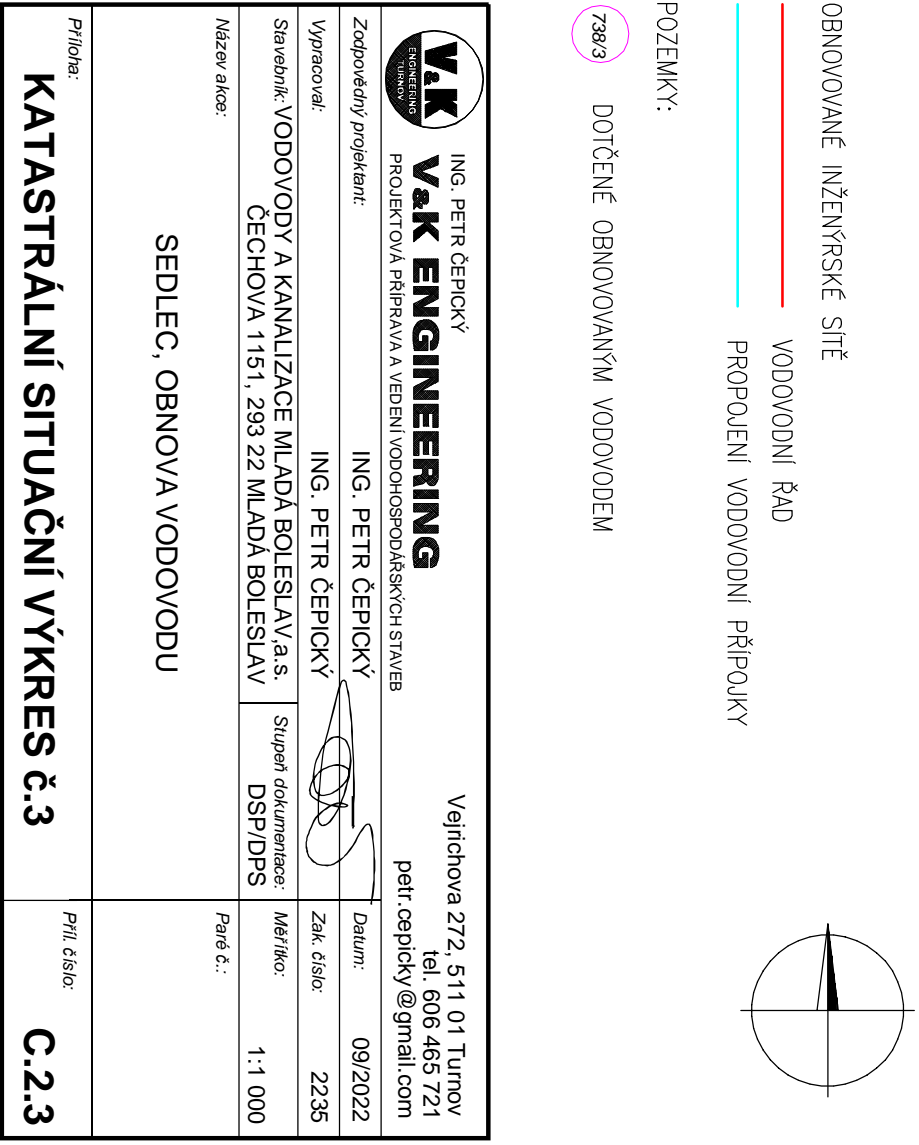 OBNOVOVANÉ INŽENÝRSKÉ SÍTĚ
VODOVODNÍ ŘAD
PROPOJENÍ VODOVODNÍ PŘÍPOJKY
POZEMKY:
738/3 DOTČENÉ OBNOVOVANÝM VODOVODEM
V&K
ENGINEERING
TURNOV
ING. PETR ČEPICKÝ
V&K ENGINEERING
PROJEKTOVÁ PŘÍPRAVA A VEDENÍ VODOHOSPODÁŘSKÝCH STAVEB
Vejrichova 272, 511 01 Turnov
tel. 606 465 721
petr.cepicky@gmail.com
Zodpovědný projektant: ING. PETR ČEPICKÝ
Datum: 09/2022
Vypracoval: ING. PETR ČEPICKÝ
Zak. číslo: 2235
Stavebník: VODOVODY A KANALIZACE MLADÁ BOLESLAV,a.s.
ČECHOVA 1151, 293 22 MLADÁ BOLESLAV
Stupeň dokumentace:
DSP/DPS
Měřítko: 1:1 000
Název akce:
SEDLEC, OBNOVA VODOVODU
Paré č.:
Příloha:
KATASTRÁLNÍ SITUAČNÍ VÝKRES č.3
Příl. číslo:
C.2.3